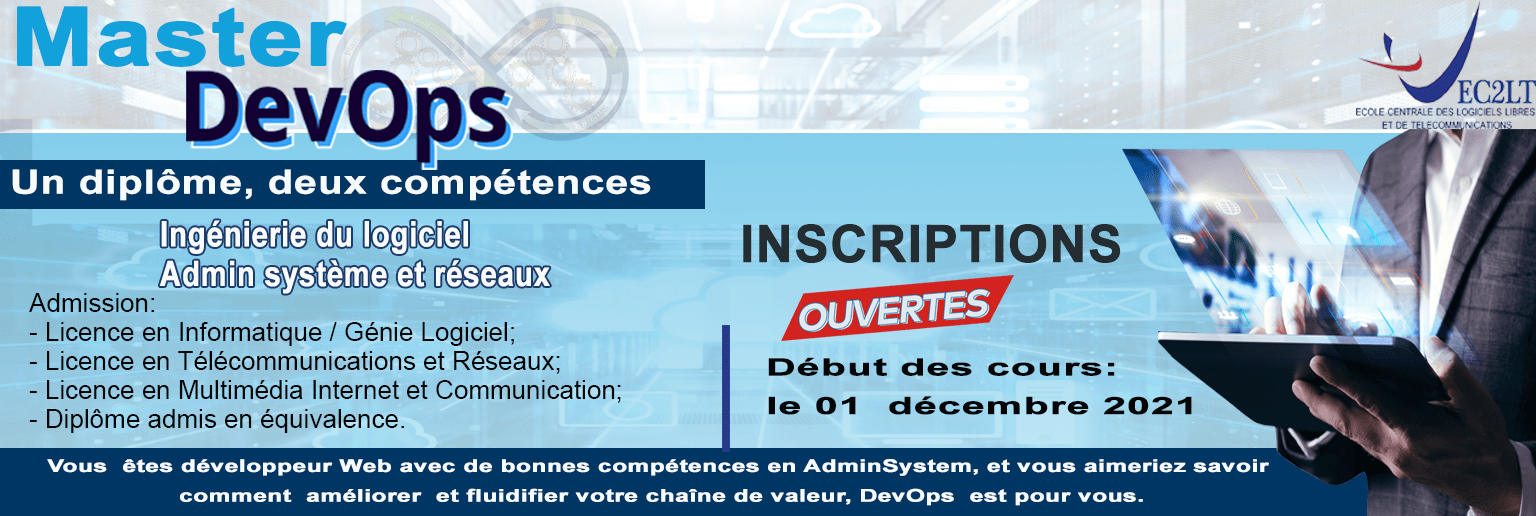 Master
DevOps
EC2LT
ECOLE CENTRALE DES LOGICIELS LIBRES
ET DE TELECOMMUNICATIONS
Un diplôme, deux compétences
Ingénierie du logiciel
Admin système et réseaux
Admission:
- Licence en Informatique / Génie Logiciel;
- Licence en Télécommunications et Réseaux;
- Licence en Multimédia Internet et Communication;
- Diplôme admis en équivalence.
INSCRIPTIONS
OUVERTES
Début des cours:
le 01 décembre 2021
Vous êtes développeur Web avec de bonnes compétences en AdminSystem, et vous aimeriez savoir
comment améliorer et fluidifier votre chaîne de valeur, DevOps est pour vous.